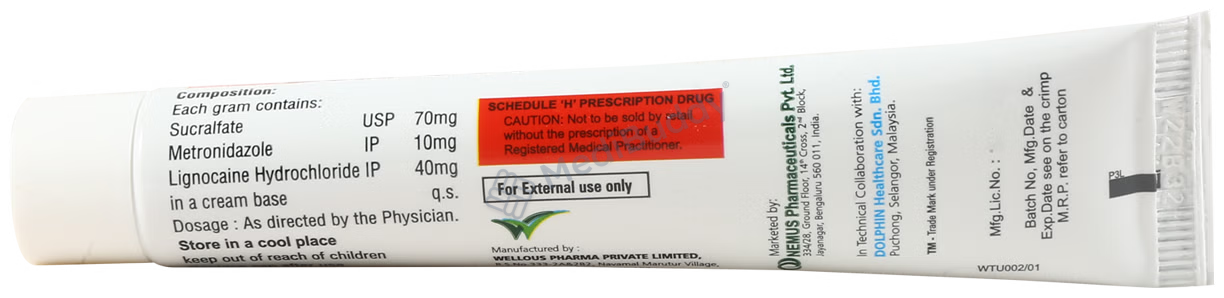 Composition:
Each gram contains:
Sucralfate USP 70mg
Metronidazole IP 10mg
Lignocaine Hydrochloride IP 40mg
in a cream base q.s.
Dosage : As directed by the Physician.
Store in a cool place
keep out of reach of children
SCHEDULE 'H' PRESCRIPTION DRUG
CAUTION: Not to be sold by retail
without the prescription of a
Registered Medical Practitioner.
For External use only
Manufactured by :
WELLOUS PHARMA PRIVATE LIMITED,
Navamal Marutur Village,
Marketed by:
NEMUS Pharmaceuticals Pvt. Ltd.
334/28, Ground Floor, 14th Cross, 2nd Block,
Jayanagar, Bengaluru 560 011, India.
In Technical Collaboration with:
DOLPHIN Healthcare Sdn. Bhd.
Puchong, Selangor, Malaysia.
TM - Trade Mark under Registration
Mfg.Lic.No. :
Batch No, Mfg.Date &
Exp.Date see on the crimp
M.R.P. refer to carton
P3L
WTU002/01